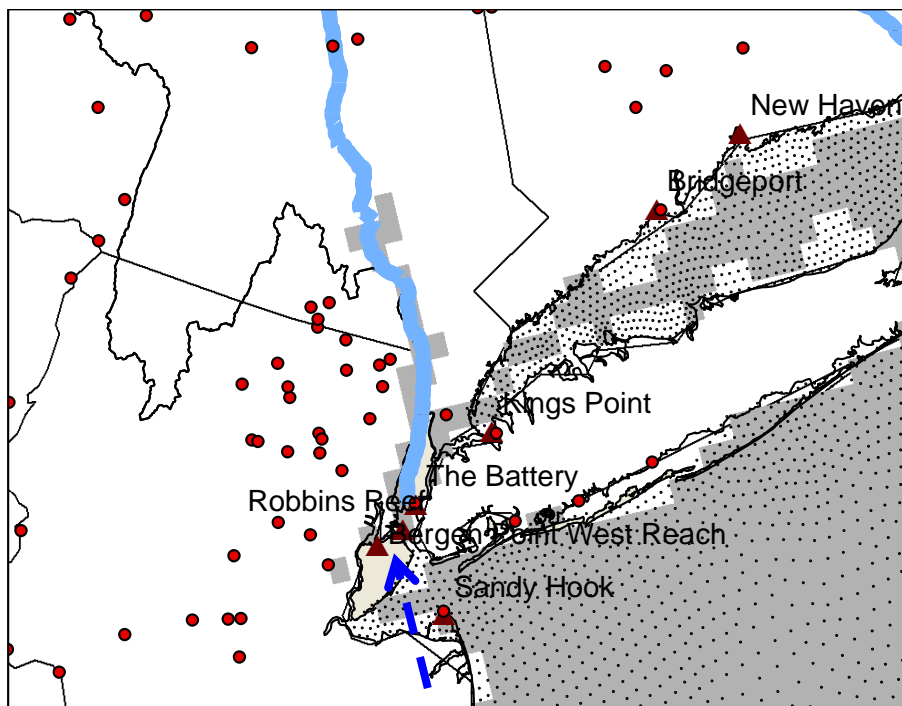 New Haven
Bridgeport
Kings Point
The Battery
Robbins Reef
Bergen Point West Reach
Sandy Hook